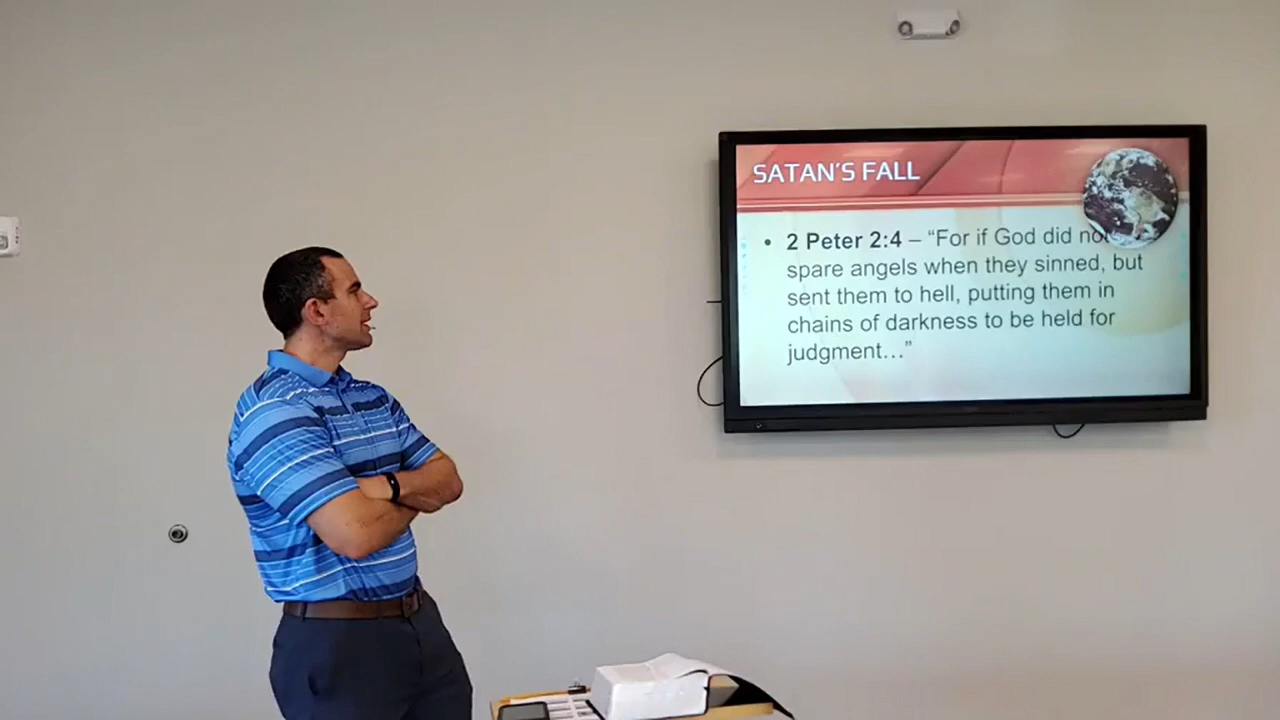 SATAN'S FALL
• 2 Peter 2:4 – “For if God did not
spare angels when they sinned, but
sent them to hell, putting them in
chains of darkness to be held for
judgment…”